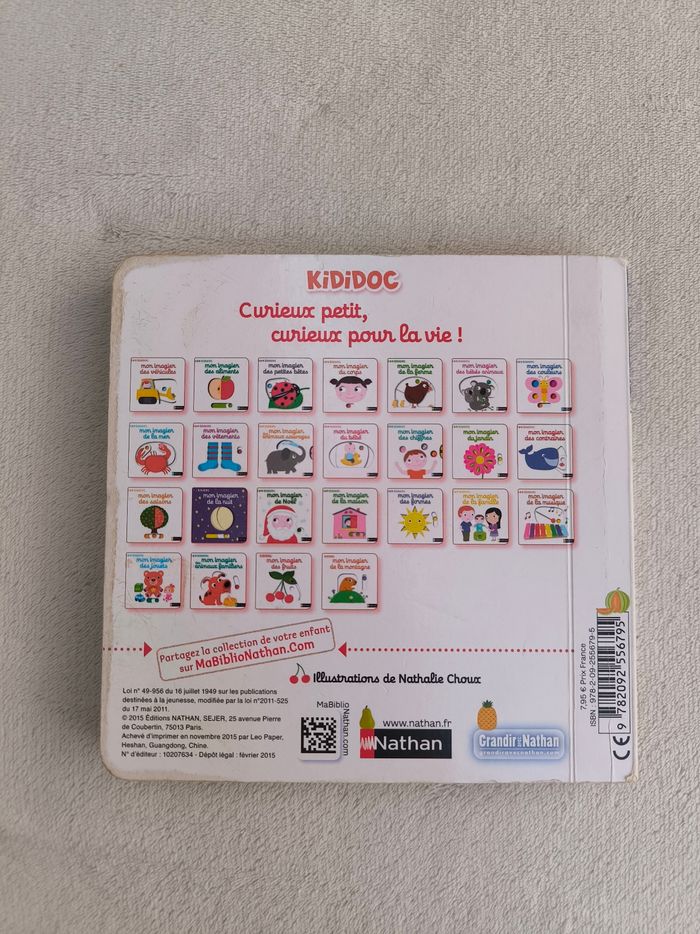 KiDiDOC
Curieux petit,
curieux pour la vie !
mon imagier des véhicules
mon imagier des aliments
mon imagier des petites bêtes
mon imagier du corps
mon imagier de la ferme
mon imagier des bébés animaux
mon imagier des couleurs
mon imagier de la mer
mon imagier des vêtements
mon imagier animaux sauvages
mon imagier du bébé
mon imagier des chiffres
mon imagier du jardin
mon imagier des contraires
mon imagier des saisons
mon imagier de la nuit
mon imagier de Noël
mon imagier de la maison
mon imagier des formes
mon imagier de la famille
mon imagier de la musique
mon imagier des jouets
mon imagier animaux familiers
mon imagier des fruits
mon imagier de la montagne
Partagez la collection de votre enfant
sur MaBiblioNathan.Com
Illustrations de Nathalie Choux
Loi n° 49-956 du 16 juillet 1949 sur les publications
destinées à la jeunesse, modifiée par la loi n°2011-525
du 17 mai 2011.
© 2015 Éditions NATHAN, SEJER, 25 avenue Pierre
de Coubertin, 75013 Paris.
Achevé d'imprimer en novembre 2015 par Leo Paper,
Heshan, Guangdong, Chine.
N° d'éditeur : 10207634 - Dépôt légal : février 2015
MaBiblio
Nathan.com
www.nathan.fr
Nathan
Grandir avec Nathan
grandiravecnathan.com
7,95 € Prix France
ISBN : 978-2-09-255679-5
9 782092 556795
CE